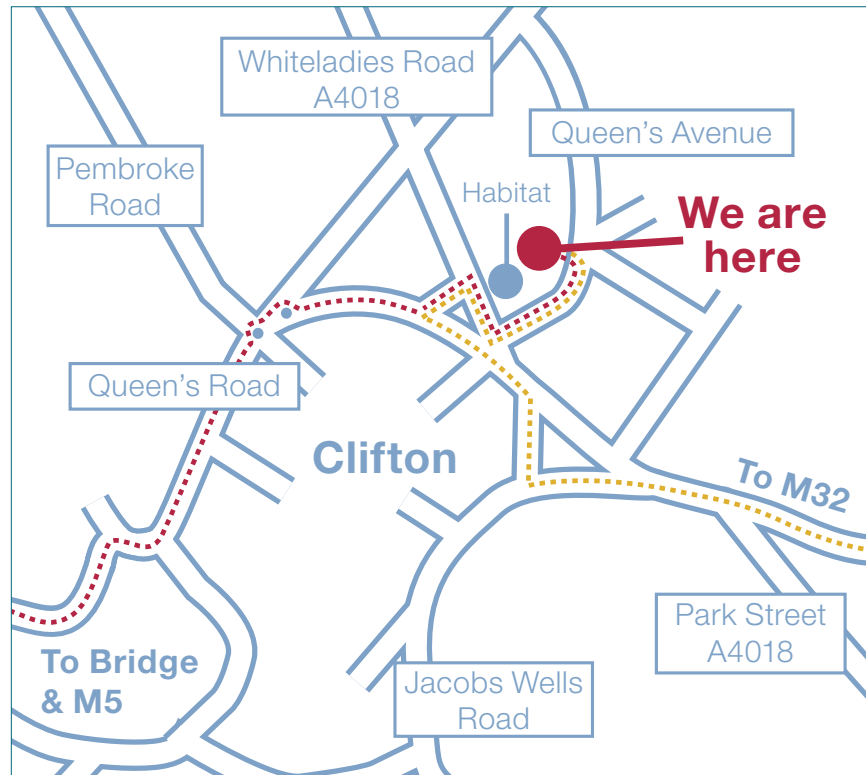 Whiteladies Road
A4018
Queen's Avenue
Pembroke
Road
Habitat
We are
here
Queen's Road
Clifton
To M32
Park Street
A4018
To Bridge
& M5
Jacobs Wells
Road